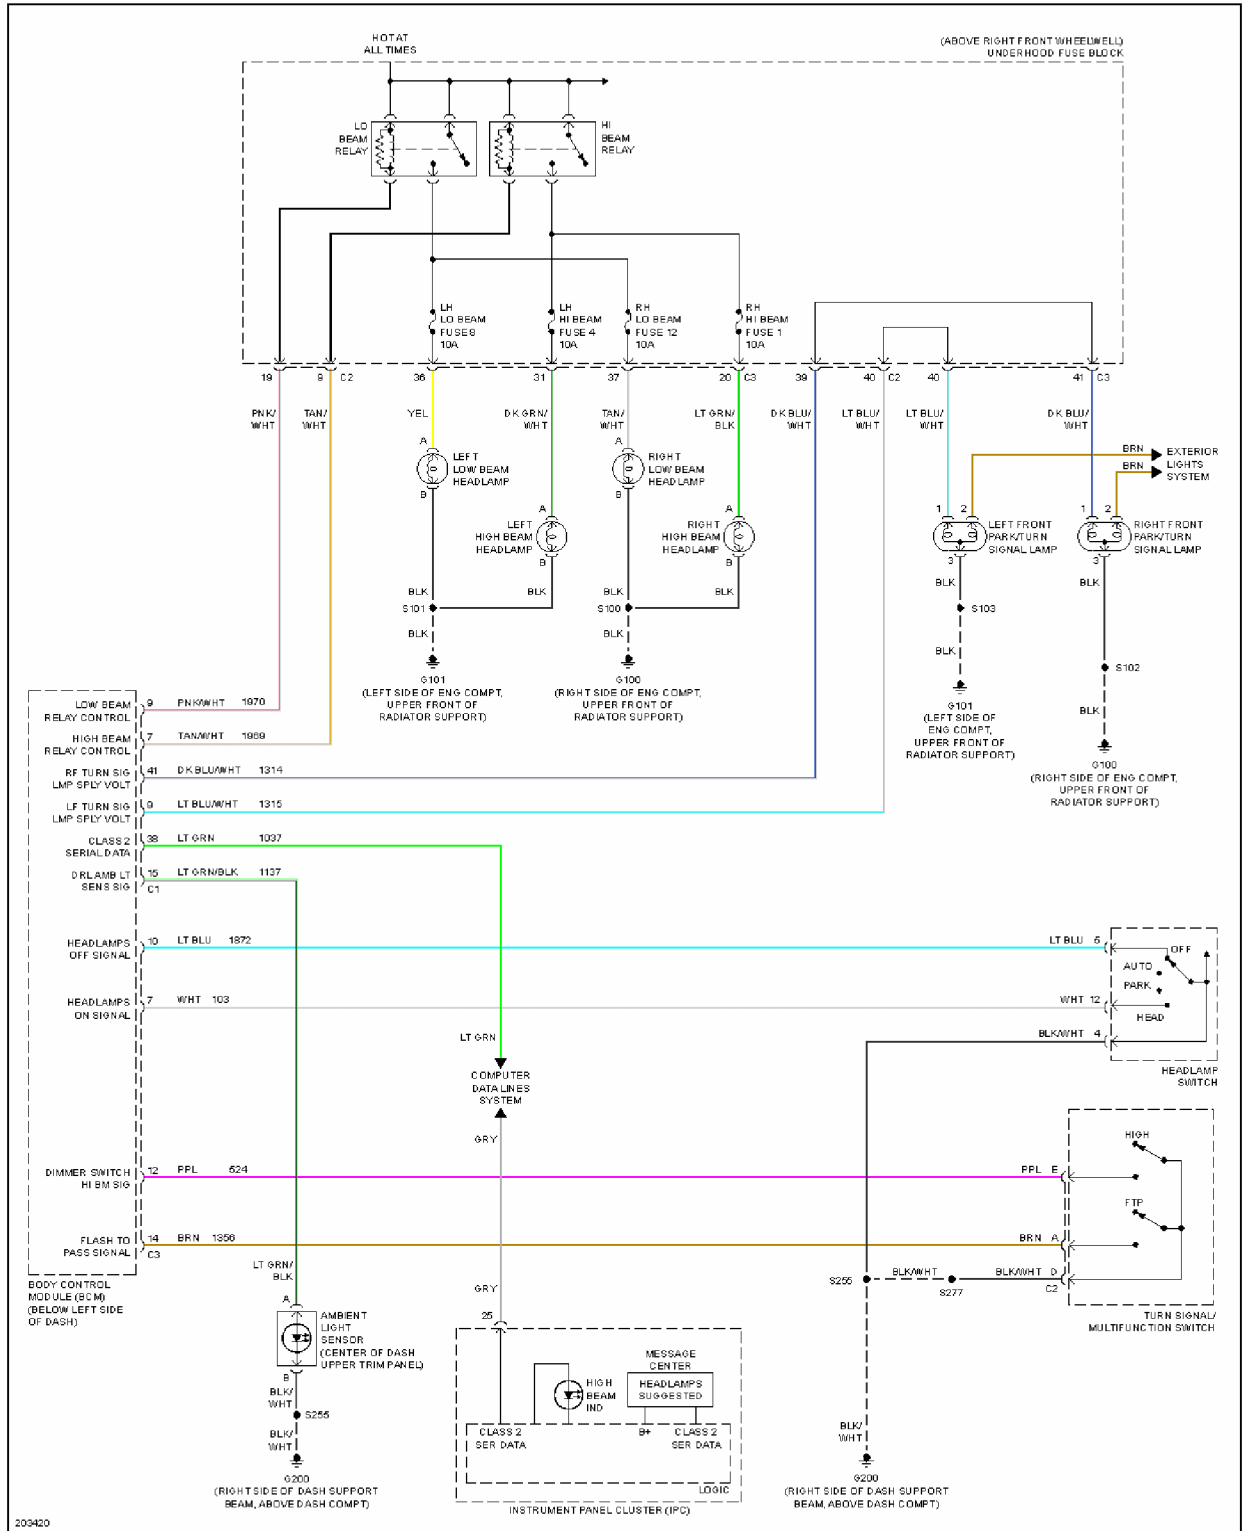 HOT AT
ALL TIMES
(ABOVE RIGHT FRONT WHEELWELL)
UNDERHOOD FUSE BLOCK
LO
BEAM
RELAY
HI
BEAM
RELAY
LH
LO BEAM
FUSE 8
10A
LH
HI BEAM
FUSE 4
10A
RH
LO BEAM
FUSE 12
10A
RH
HI BEAM
FUSE 1
10A
19 9 C2 36 31 37 20 C3 39 40 C2 40 41 C3
PNK/
WHT
TAN/
WHT
YEL
DK GRN/
WHT
TAN/
WHT
LT GRN/
BLK
DK BLU/
WHT
LT BLU/
WHT
LT BLU/
WHT
DK BLU/
WHT
BRN
BRN
EXTERIOR
LIGHTS
SYSTEM
A
LEFT
LOW BEAM
HEADLAMP
B
A
RIGHT
LOW BEAM
HEADLAMP
B
A
LEFT
HIGH BEAM
HEADLAMP
B
A
RIGHT
HIGH BEAM
HEADLAMP
B
1 2
LEFT FRONT
PARK/TURN
SIGNAL LAMP
3
1 2
RIGHT FRONT
PARK/TURN
SIGNAL LAMP
3
BLK BLK BLK BLK BLK BLK
S101 S100 S103
BLK BLK BLK
S102
BLK
G101
(LEFT SIDE OF ENG COMPT,
UPPER FRONT OF
RADIATOR SUPPORT)
G100
(RIGHT SIDE OF ENG COMPT,
UPPER FRONT OF
RADIATOR SUPPORT)
G101
(LEFT SIDE OF
ENG COMPT,
UPPER FRONT OF
RADIATOR SUPPORT)
G100
(RIGHT SIDE OF ENG COMPT,
UPPER FRONT OF
RADIATOR SUPPORT)
LOW BEAM
RELAY CONTROL
9 PNK/WHT 1970
HIGH BEAM
RELAY CONTROL
7 TAN/WHT 1969
RF TURN SIG
LMP SPLY VOLT
41 DK BLU/WHT 1314
LF TURN SIG
LMP SPLY VOLT
9 LT BLU/WHT 1315
CLASS 2
SERIAL DATA
38 LT GRN 1037
DRL AMB LT
SENS SIG
15 LT GRN/BLK 1137
C1
HEADLAMPS
OFF SIGNAL
10 LT BLU 1872
LT BLU 5
HEADLAMPS
ON SIGNAL
7 WHT 103
WHT 12
BLK/WHT 4
OFF
AUTO
PARK
HEAD
HEADLAMP
SWITCH
LT GRN
COMPUTER
DATA LINES
SYSTEM
GRY
DIMMER SWITCH
HI BM SIG
12 PPL 524
PPL E
FLASH TO
PASS SIGNAL
14 BRN 1356
C3
BRN A
HIGH
FTP
BLK/WHT
BLK/WHT D
C2
S255
S277
TURN SIGNAL/
MULTIFUNCTION SWITCH
BODY CONTROL
MODULE (BCM)
(BELOW LEFT SIDE
OF DASH)
LT GRN/
BLK
A
AMBIENT
LIGHT
SENSOR
(CENTER OF DASH
UPPER TRIM PANEL)
B
BLK/
WHT
S255
BLK/
WHT
G200
(RIGHT SIDE OF DASH SUPPORT
BEAM, ABOVE DASH COMPT)
GRY
25
HIGH
BEAM
IND
MESSAGE
CENTER
HEADLAMPS
SUGGESTED
CLASS 2
SER DATA
B+
CLASS 2
SER DATA
LOGIC
INSTRUMENT PANEL CLUSTER (IPC)
BLK/
WHT
G200
(RIGHT SIDE OF DASH SUPPORT
BEAM, ABOVE DASH COMPT)
203420